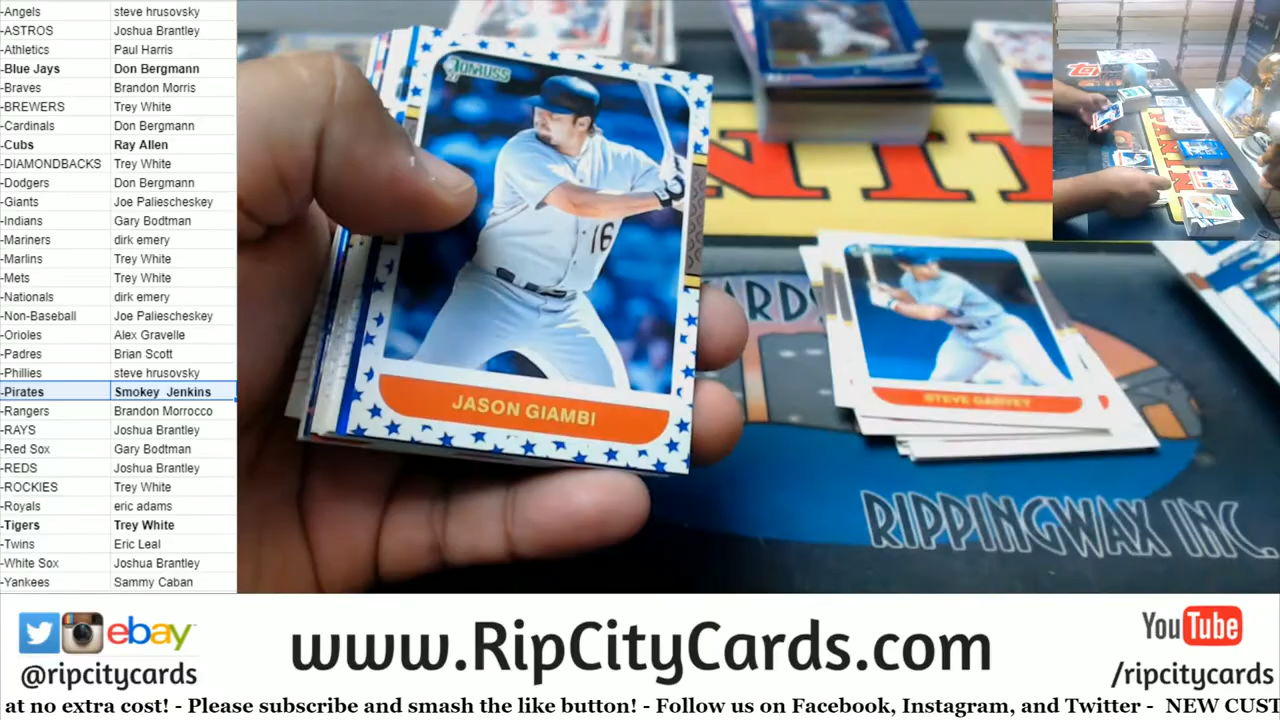 -Angels steve hrusovsky
-ASTROS Joshua Brantley
-Athletics Paul Harris
-Blue Jays Don Bergmann
-Braves Brandon Morris
-BREWERS Trey White
-Cardinals Don Bergmann
-Cubs Ray Allen
-DIAMONDBACKS Trey White
-Dodgers Don Bergmann
-Giants Joe Paliescheskey
-Indians Gary Bodtman
-Mariners dirk emery
-Marlins Trey White
-Mets Trey White
-Nationals dirk emery
-Non-Baseball Joe Paliescheskey
-Orioles Alex Gravelle
-Padres Brian Scott
-Phillies steve hrusovsky
-Pirates Smokey Jenkins
-Rangers Brandon Morrocco
-RAYS Joshua Brantley
-Red Sox Gary Bodtman
-REDS Joshua Brantley
-ROCKIES Trey White
-Royals eric adams
-Tigers Trey White
-Twins Eric Leal
-White Sox Joshua Brantley
-Yankees Sammy Caban
DONRUSS
16
JASON GIAMBI
STEVE GARVEY
CARDS
RIPPINGWAX INC.
PANINI
ebay
@ripcitycards
www.RipCityCards.com
YouTube
/ripcitycards
at no extra cost! - Please subscribe and smash the like button! - Follow us on Facebook, Instagram, and Twitter - NEW CUST